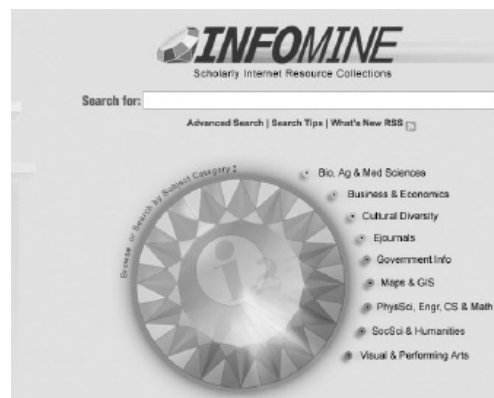 INFOMINE
Scholarly Internet Resource Collections
Search for:
Advanced Search | Search Tips | What's New RSS
Browse or Search by Subject Category :
Bio, Ag & Med Sciences
Business & Economics
Cultural Diversity
Ejournals
Government Info
Maps & GIS
PhysSci, Engr, CS & Math
SocSci & Humanities
Visual & Performing Arts
i2